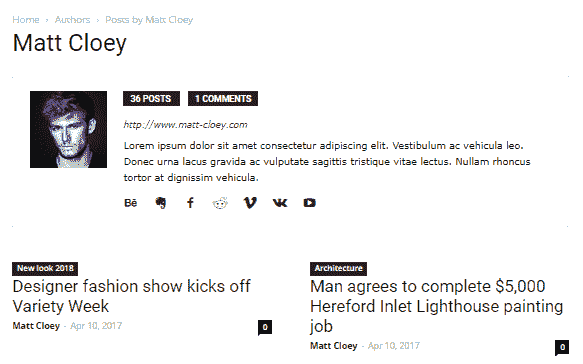 Home › Authors › Posts by Matt Cloey
Matt Cloey
36 POSTS 1 COMMENTS
http://www.matt-cloey.com
Lorem ipsum dolor sit amet consectetur adipiscing elit. Vestibulum ac vehicula leo.
Donec urna lacus gravida ac vulputate sagittis tristique vitae lectus. Nullam rhoncus
tortor at dignissim vehicula.
Bē
New look 2018
Designer fashion show kicks off
Variety Week
Matt Cloey - Apr 10, 2017 0
Architecture
Man agrees to complete $5,000
Hereford Inlet Lighthouse painting
job
Matt Cloey - Apr 10, 2017 0